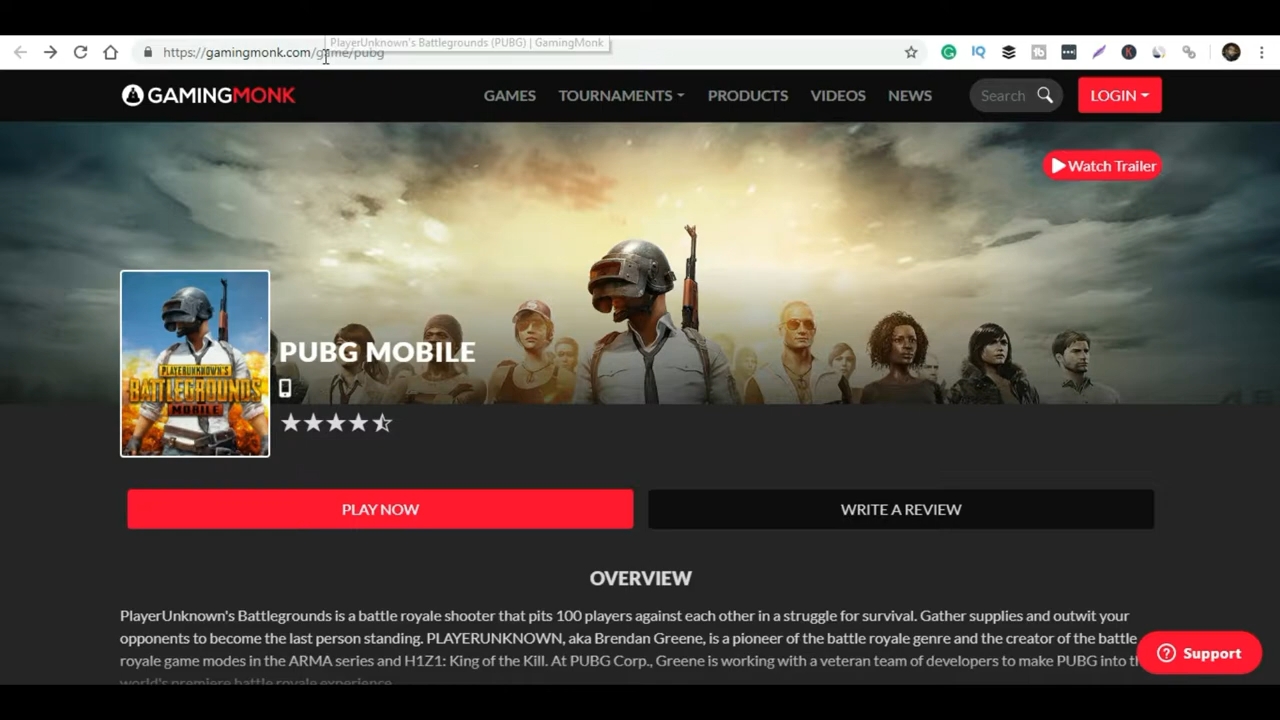 PlayerUnknown's Battlegrounds (PUBG) | GamingMonk
https://gamingmonk.com/game/pubg
GAMINGMONK
GAMES
TOURNAMENTS
PRODUCTS
VIDEOS
NEWS
Search
LOGIN
Watch Trailer
PLAYERUNKNOWN'S
BATTLEGROUNDS
MOBILE
PUBG MOBILE
PLAY NOW
WRITE A REVIEW
OVERVIEW
PlayerUnknown's Battlegrounds is a battle royale shooter that pits 100 players against each other in a struggle for survival. Gather supplies and outwit your
opponents to become the last person standing. PLAYERUNKNOWN, aka Brendan Greene, is a pioneer of the battle royale genre and the creator of the battle
royale game modes in the ARMA series and H1Z1: King of the Kill. At PUBG Corp., Greene is working with a veteran team of developers to make PUBG into
world's premiere battle royale experience.
Support